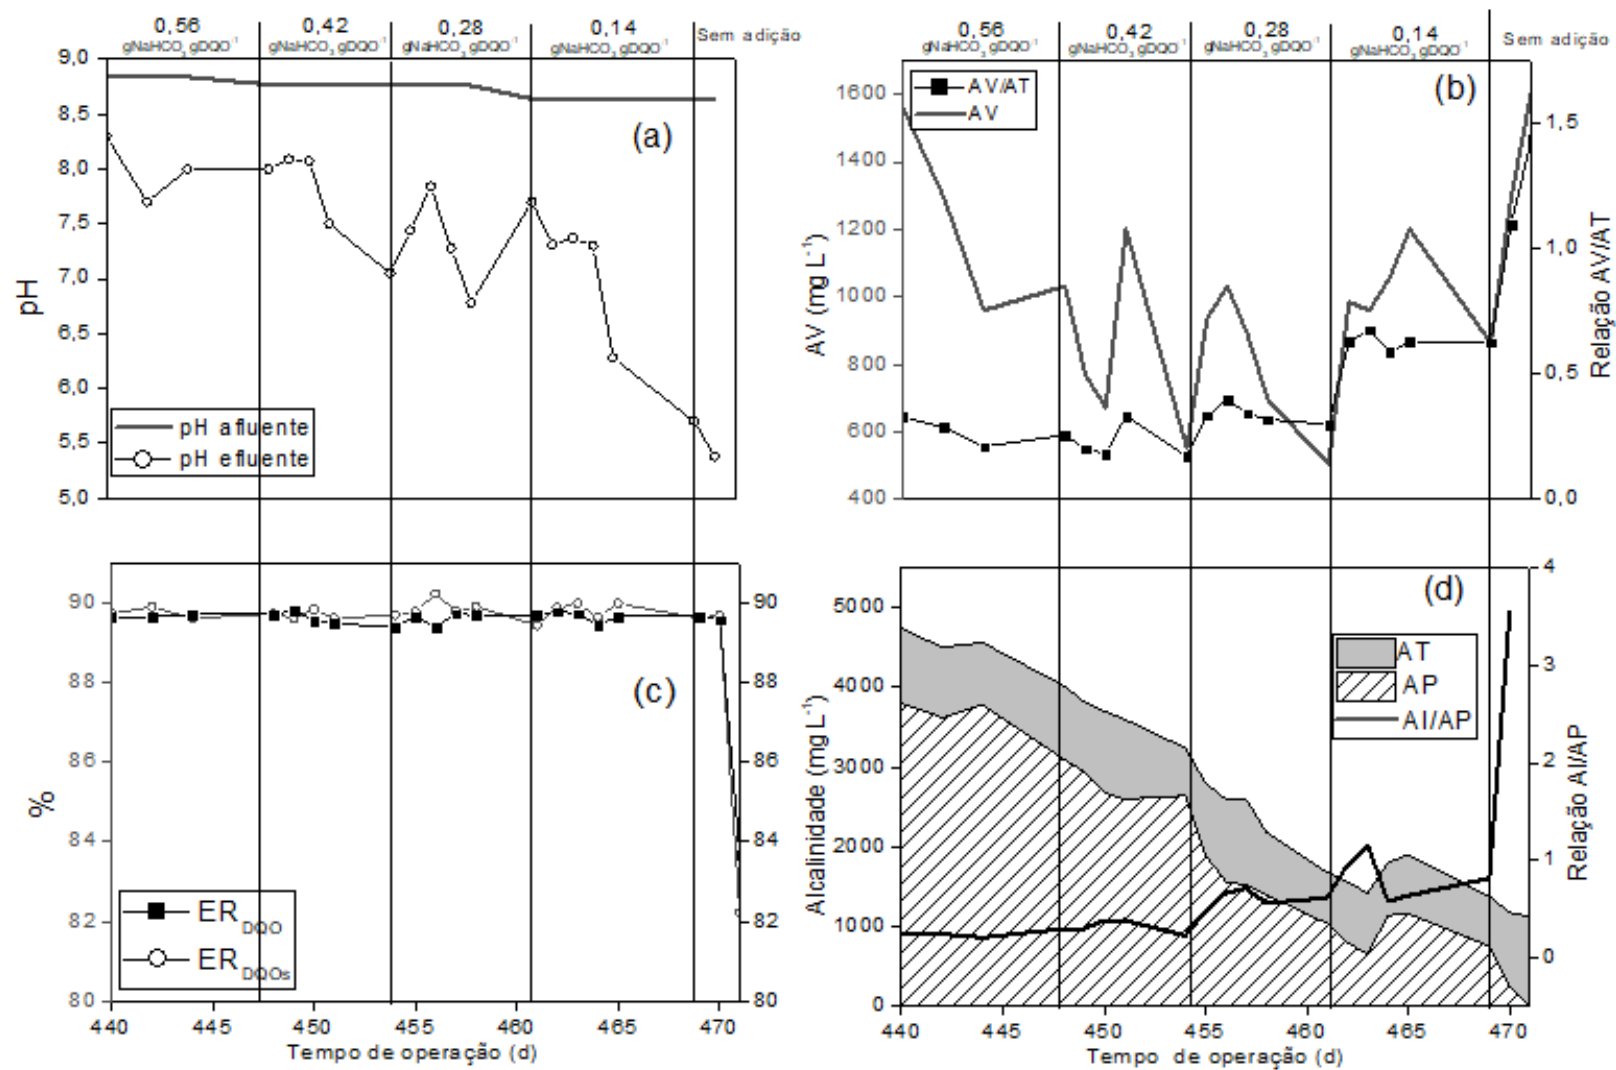 0,56 0,42 0,28 0,14 Sem adição
gNaHCO3 gDQO-1 gNaHCO3 gDQO-1 gNaHCO3 gDQO-1 gNaHCO3 gDQO-1
9,0
8,5
8,0
7,5
7,0
6,5
6,0
5,5
5,0
pH
(a)
pH afluente
pH efluente
0,56 0,42 0,28 0,14 Sem adição
gNaHCO3 gDQO-1 gNaHCO3 gDQO-1 gNaHCO3 gDQO-1 gNaHCO3 gDQO-1
1600
1400
1200
1000
800
600
400
AV (mg L-1)
AV/AT
AV
(b)
1,5
1,0
0,5
0,0
Relação AV/AT
90
88
86
84
82
80
%
(c)
ERDQO
ERDQOs
90
88
86
84
82
80
440 445 450 455 460 465 470
Tempo de operação (d)
5000
4000
3000
2000
1000
0
Alcalinidade (mg L-1)
(d)
AT
AP
AI/AP
4
3
2
1
0
Relação AI/AP
440 445 450 455 460 465 470
Tempo de operação (d)